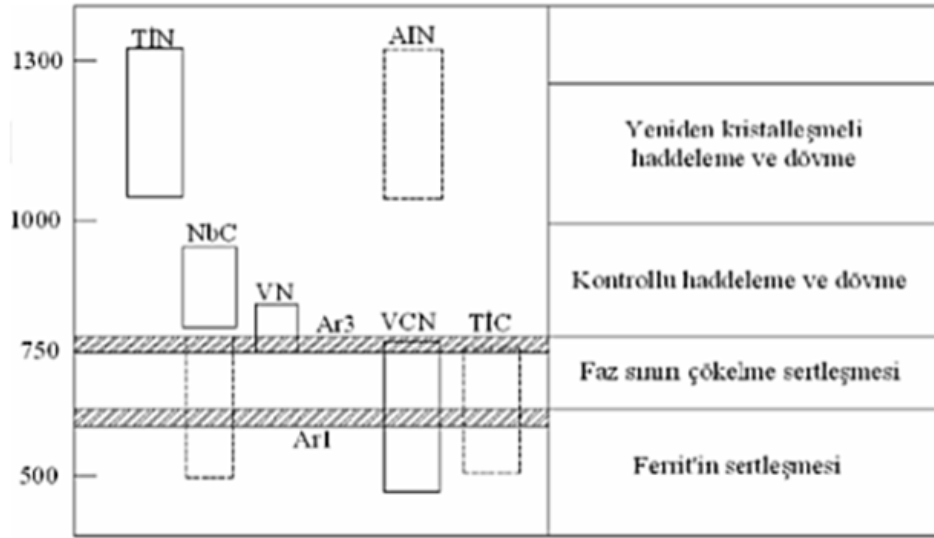 TİN
AIN
1300
Yeniden kristalleşmeli
haddeleme ve dövme
1000
NbC
VN
Kontrollu haddeleme ve dövme
Ar3
VCN
TİC
750
Faz sının çökelme sertleşmesi
Ar1
500
Ferrit'in sertleşmesi